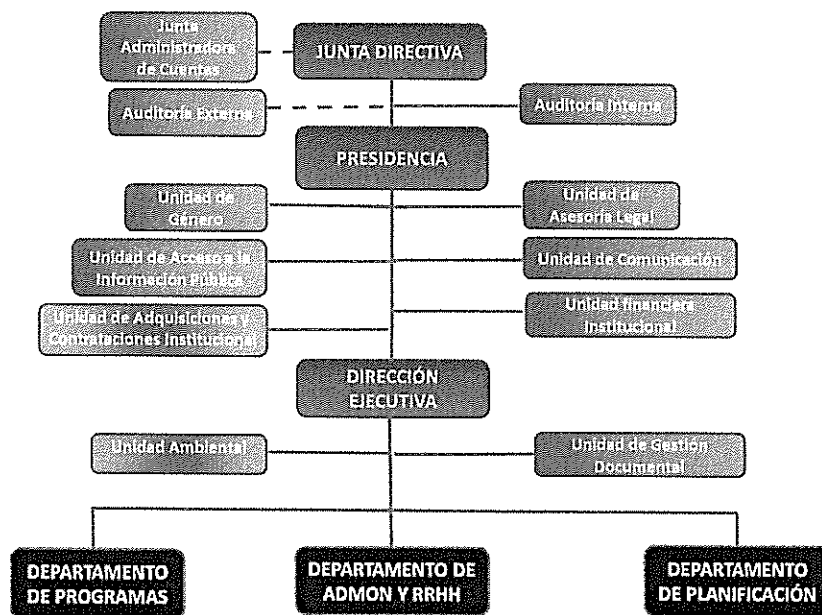 Junta
Administradora
de Cuentas
JUNTA DIRECTIVA
Auditoría Externa
Auditoría Interna
PRESIDENCIA
Unidad de
Género
Unidad de
Asesoría Legal
Unidad de Acceso a la
Información Pública
Unidad de Comunicación
Unidad de Adquisiciones y
Contrataciones Institucional
Unidad financiera
Institucional
DIRECCIÓN
EJECUTIVA
Unidad Ambiental
Unidad de Gestión
Documental
DEPARTAMENTO
DE PROGRAMAS
DEPARTAMENTO DE
ADMON Y RRHH
DEPARTAMENTO
DE PLANIFICACIÓN